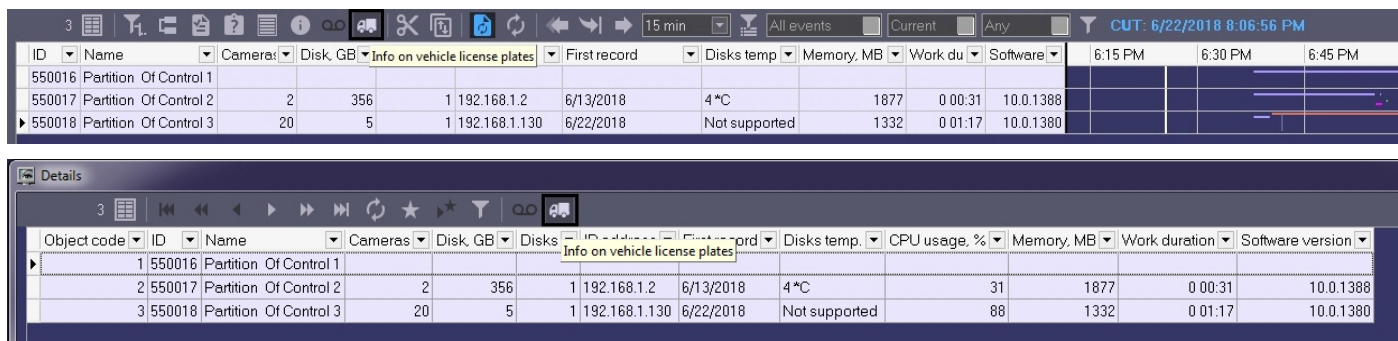 3 15 min All events Current Any CUT: 6/22/2018 8:06:56 PM
ID Name Cameras Disk, GB First record Disks temp Memory, MB Work du Software 6:15 PM 6:30 PM 6:45 PM
Info on vehicle license plates
550016 Partition Of Control 1
550017 Partition Of Control 2 2 356 1 192.168.1.2 6/13/2018 4 *C 1877 0 00:31 10.0.1388
550018 Partition Of Control 3 20 5 1 192.168.1.130 6/22/2018 Not supported 1332 0 01:17 10.0.1380
Details
3
Object code ID Name Cameras Disk, GB Disks IP address First record Disks temp. CPU usage, % Memory, MB Work duration Software version
Info on vehicle license plates
1 550016 Partition Of Control 1
2 550017 Partition Of Control 2 2 356 1 192.168.1.2 6/13/2018 4 *C 31 1877 0 00:31 10.0.1388
3 550018 Partition Of Control 3 20 5 1 192.168.1.130 6/22/2018 Not supported 88 1332 0 01:17 10.0.1380